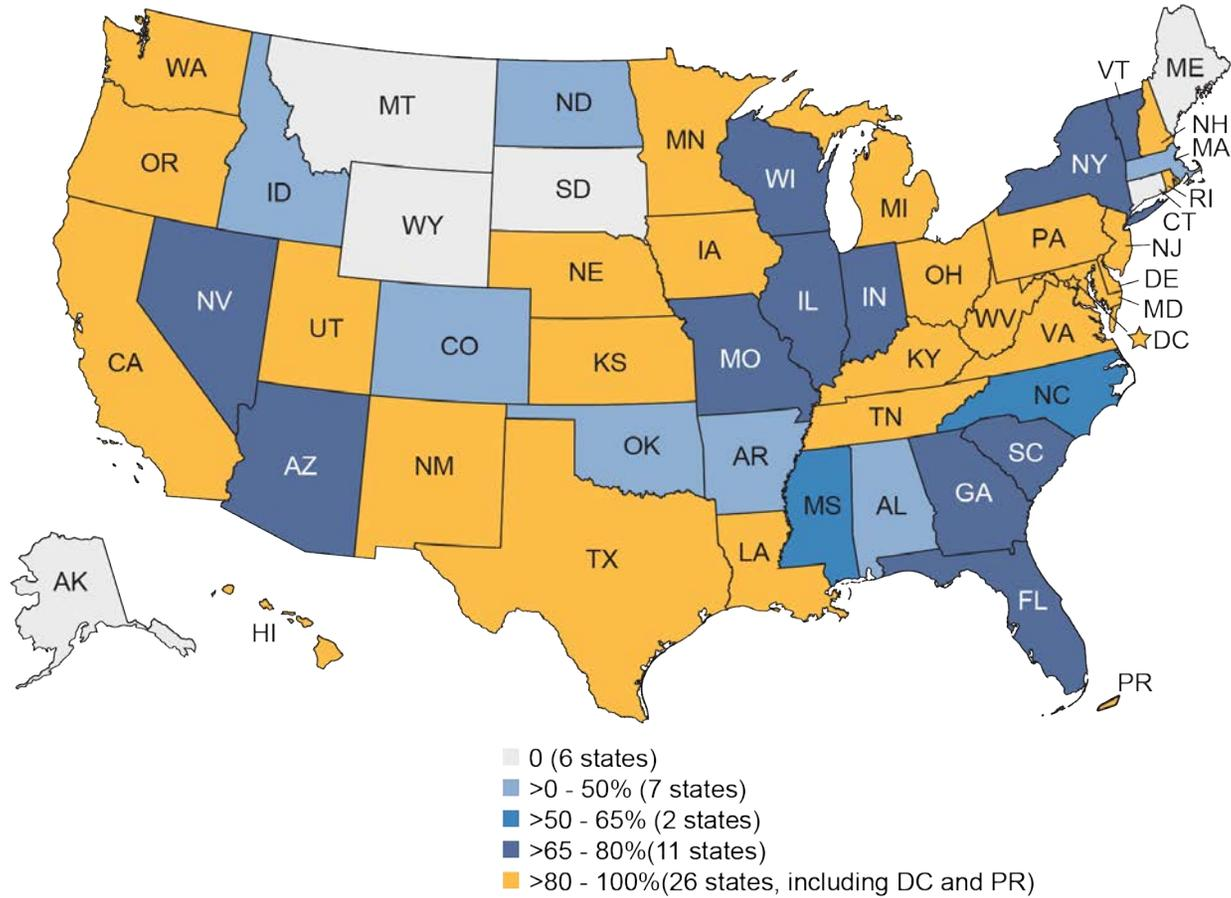 WA
MT
ND
MN
VT
ME
OR
ID
SD
WI
NY
NH
MA
WY
MI
RI
CT
IA
PA
NJ
NE
OH
DE
NV
UT
CO
IL
IN
MD
WV
VA
DC
CA
KS
MO
KY
NC
TN
AZ
NM
OK
AR
SC
GA
MS
AL
LA
TX
AK
FL
HI
PR
0 (6 states)
>0 - 50% (7 states)
>50 - 65% (2 states)
>65 - 80%(11 states)
>80 - 100%(26 states, including DC and PR)